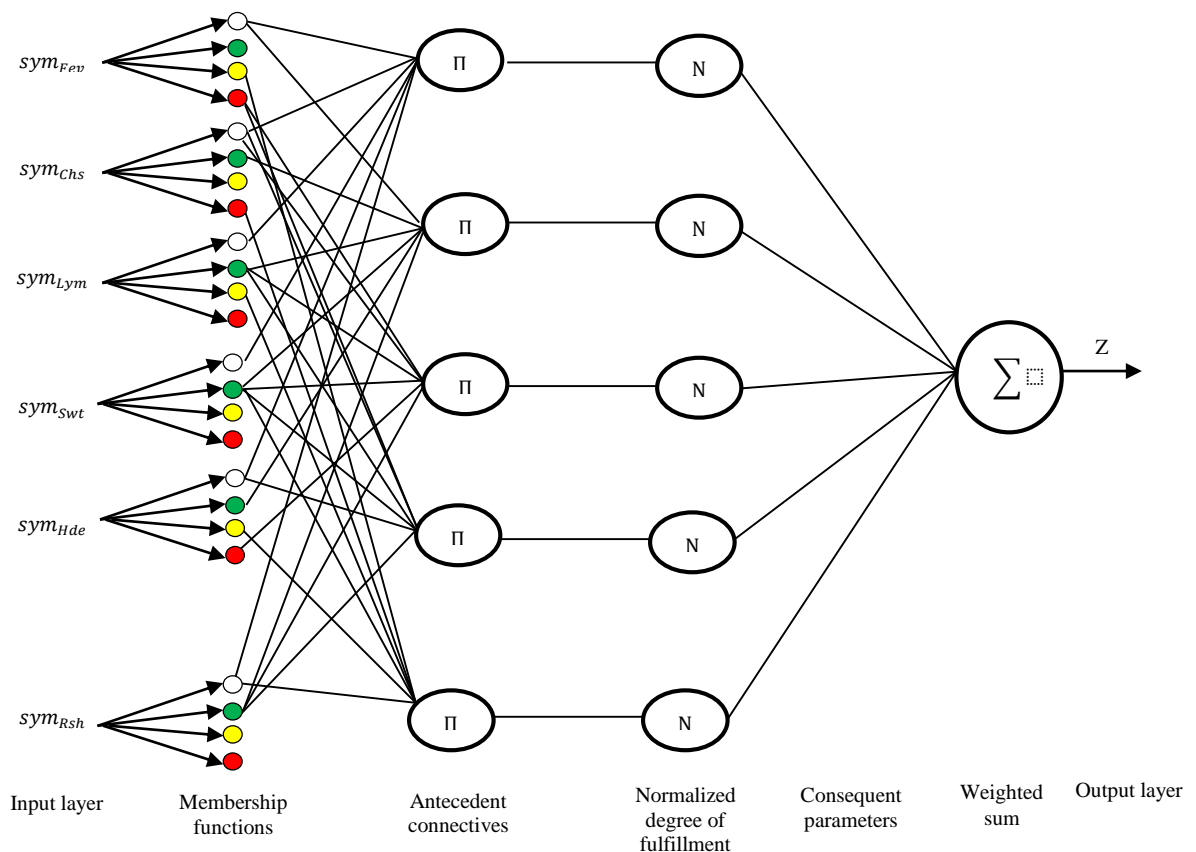 sym_Fev
sym_Chs
sym_Lym
sym_Swt
sym_Hde
sym_Rsh
Π
Π
Π
Π
Π
N
N
N
N
N
∑
Z
Input layer
Membership
functions
Antecedent
connectives
Normalized
degree of
fulfillment
Consequent
parameters
Weighted
sum
Output layer